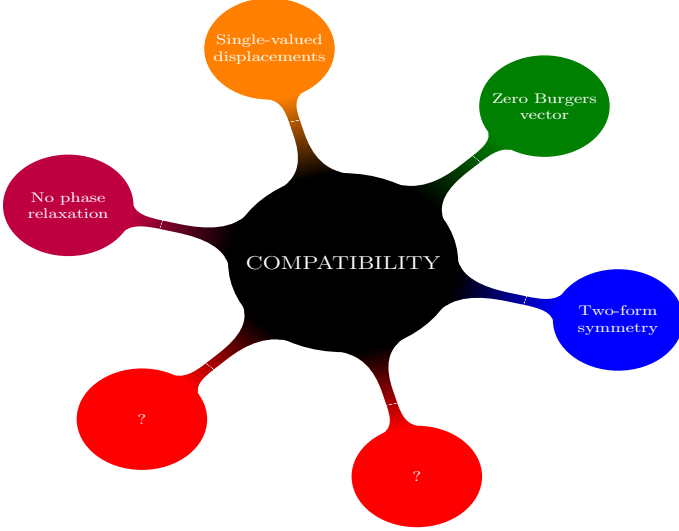 Single-valued
displacements
Zero Burgers
vector
No phase
relaxation
COMPATIBILITY
Two-form
symmetry
?
?